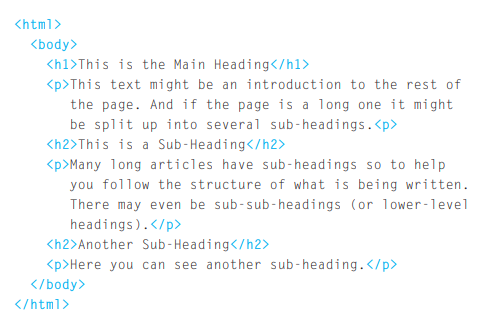 <html>
<body>
<h1>This is the Main Heading</h1>
<p>This text might be an introduction to the rest of
the page. And if the page is a long one it might
be split up into several sub-headings.<p>
<h2>This is a Sub-Heading</h2>
<p>Many long articles have sub-headings so to help
you follow the structure of what is being written.
There may even be sub-sub-headings (or lower-level
headings).</p>
<h2>Another Sub-Heading</h2>
<p>Here you can see another sub-heading.</p>
</body>
</html>